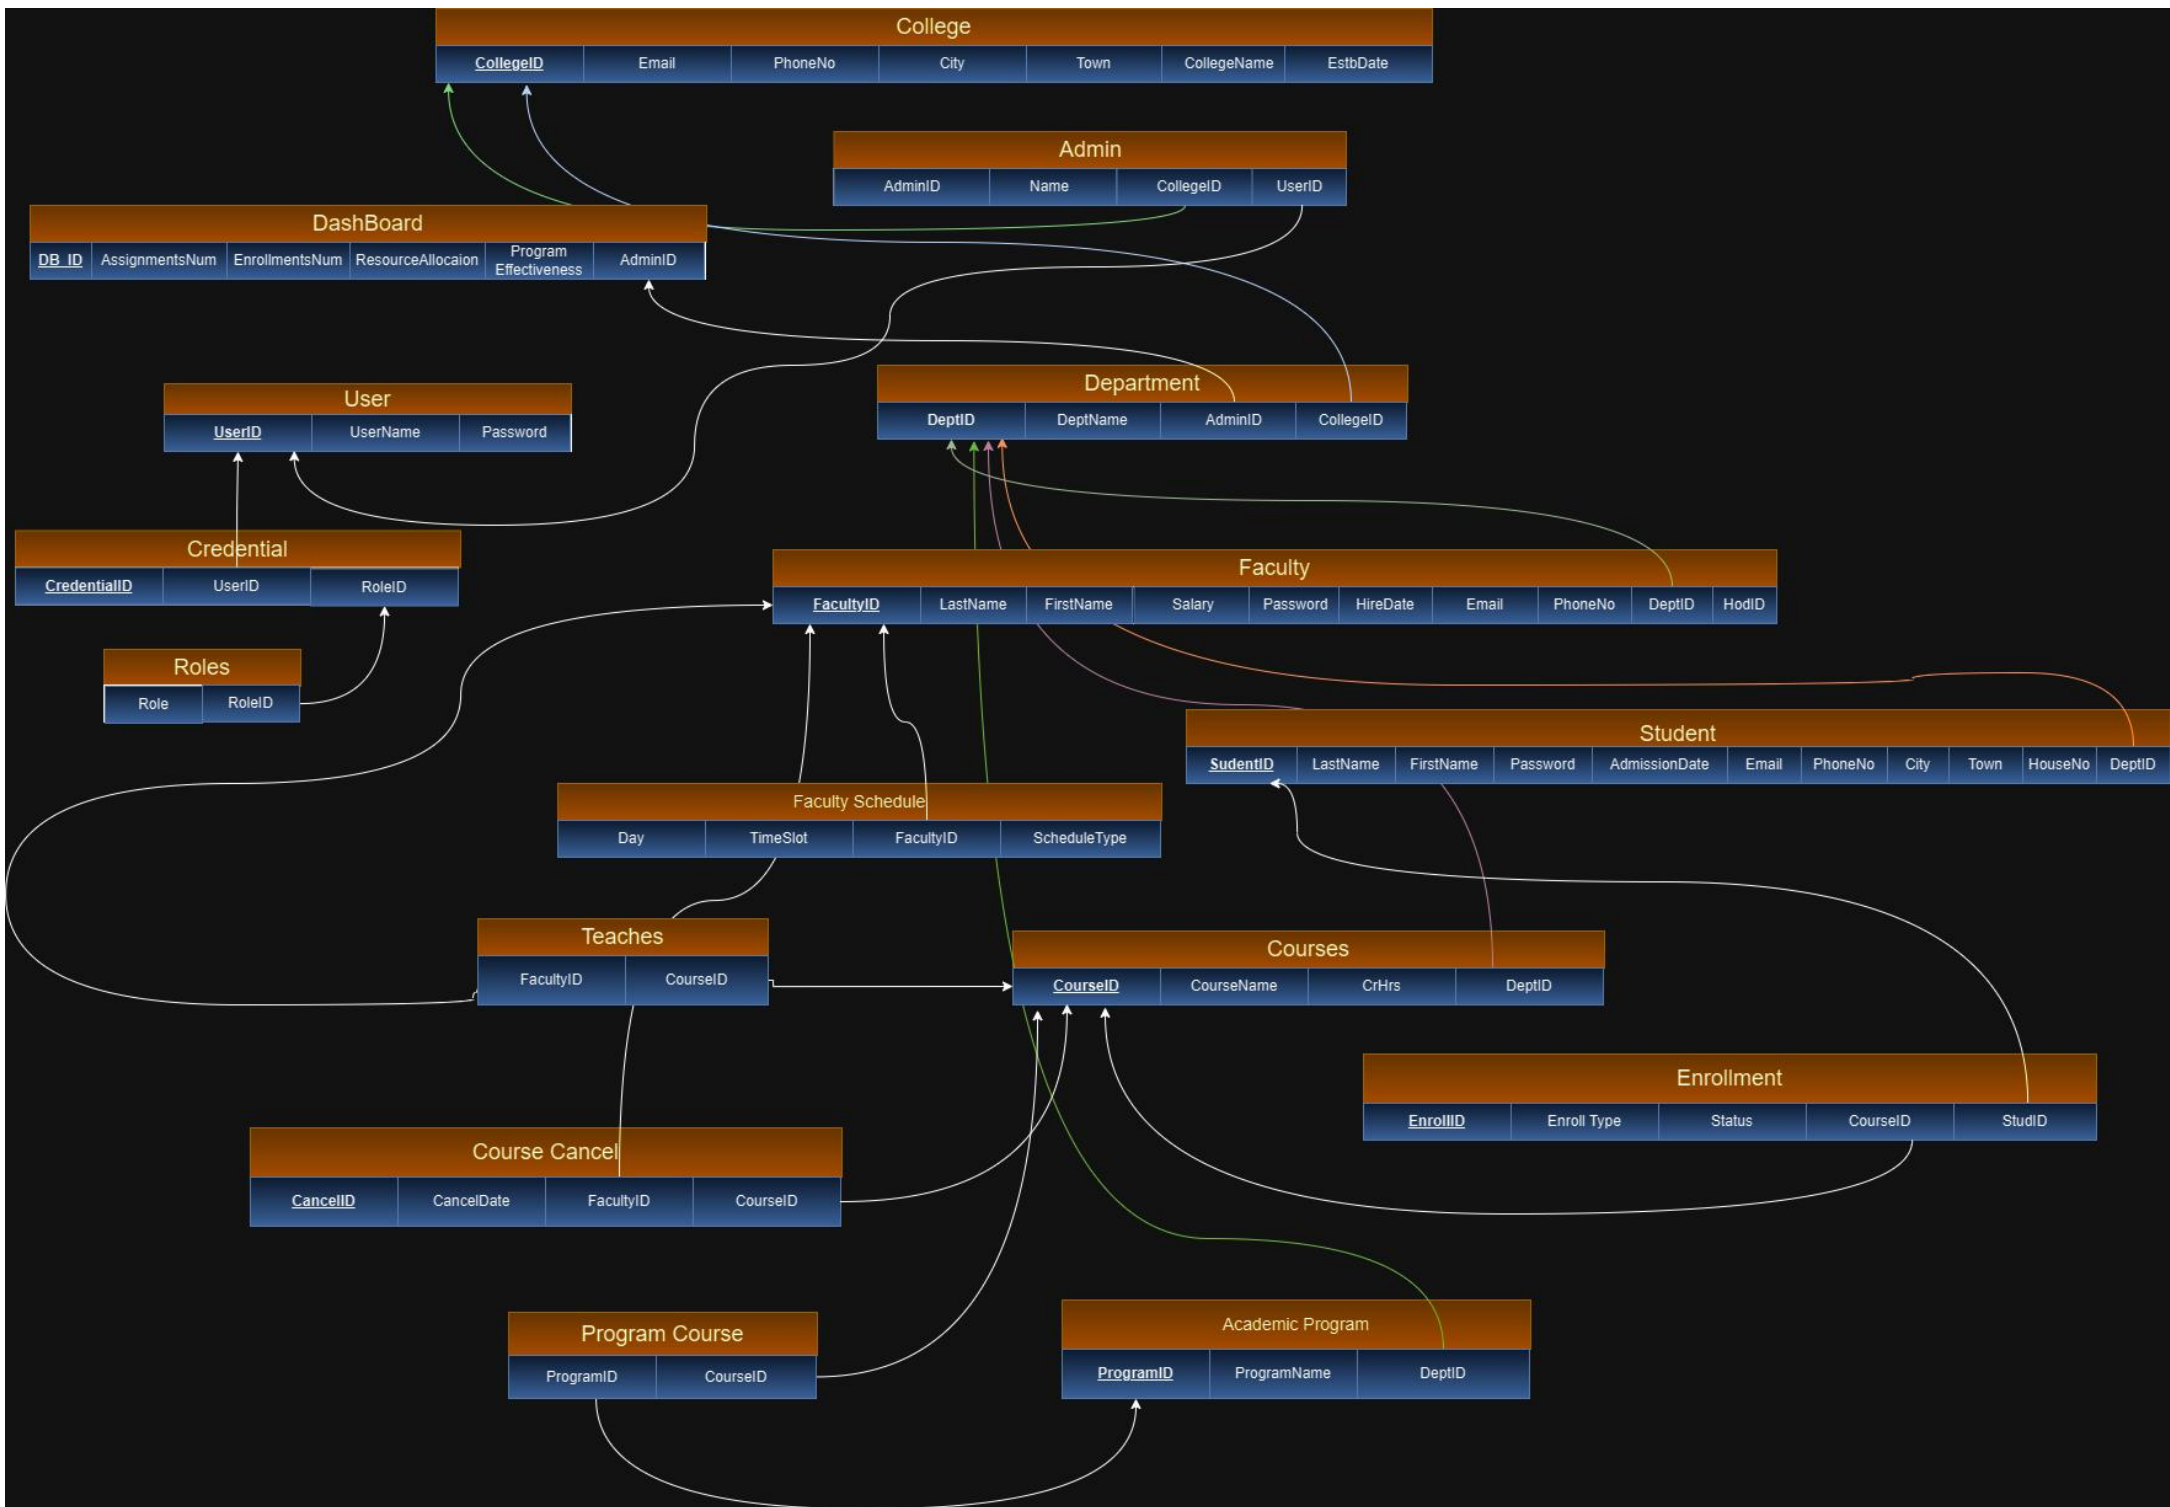 College
CollegeID Email PhoneNo City Town CollegeName EstbDate
Admin
AdminID Name CollegeID UserID
DashBoard
DB_ID AssignmentsNum EnrollmentsNum ResourceAllocaion Program Effectiveness AdminID
Department
DeptID DeptName AdminID CollegeID
User
UserID UserName Password
Credential
CredentialID UserID RoleID
Faculty
FacultyID LastName FirstName Salary Password HireDate Email PhoneNo DeptID HodID
Roles
Role RoleID
Student
SudentID LastName FirstName Password AdmissionDate Email PhoneNo City Town HouseNo DeptID
Faculty Schedule
Day TimeSlot FacultyID ScheduleType
Teaches
FacultyID CourseID
Courses
CourseID CourseName CrHrs DeptID
Enrollment
EnrollID Enroll Type Status CourseID StudID
Course Cancel
CancelID CancelDate FacultyID CourseID
Program Course
ProgramID CourseID
Academic Program
ProgramID ProgramName DeptID